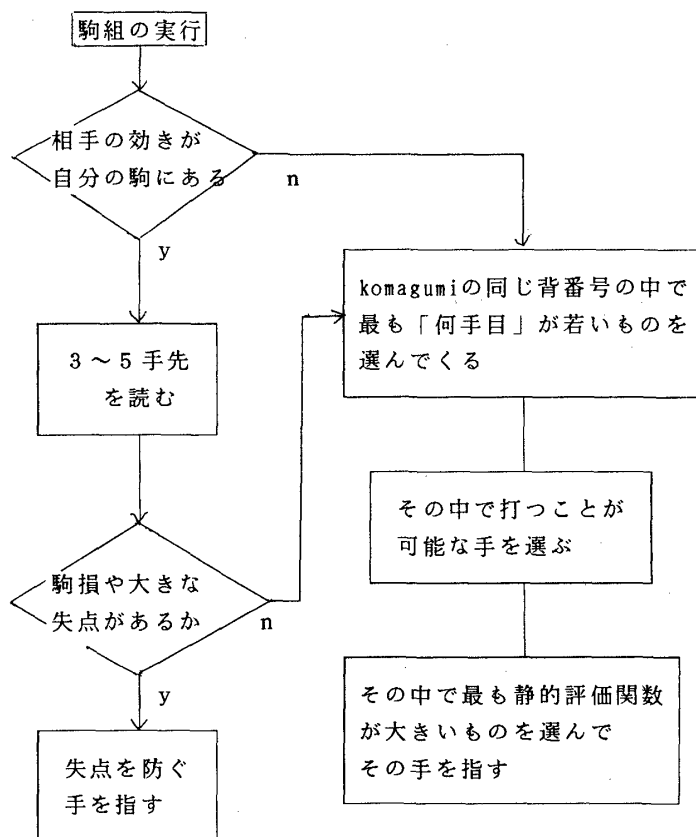 駒組の実行
相手の効きが
自分の駒にある
n
y
3～5手先
を読む
駒損や大きな
失点があるか
n
y
失点を防ぐ
手を指す
komagumiの同じ背番号の中で
最も「何手目」が若いものを
選んでくる
その中で打つことが
可能な手を選ぶ
その中で最も静的評価関数
が大きいものを選んで
その手を指す